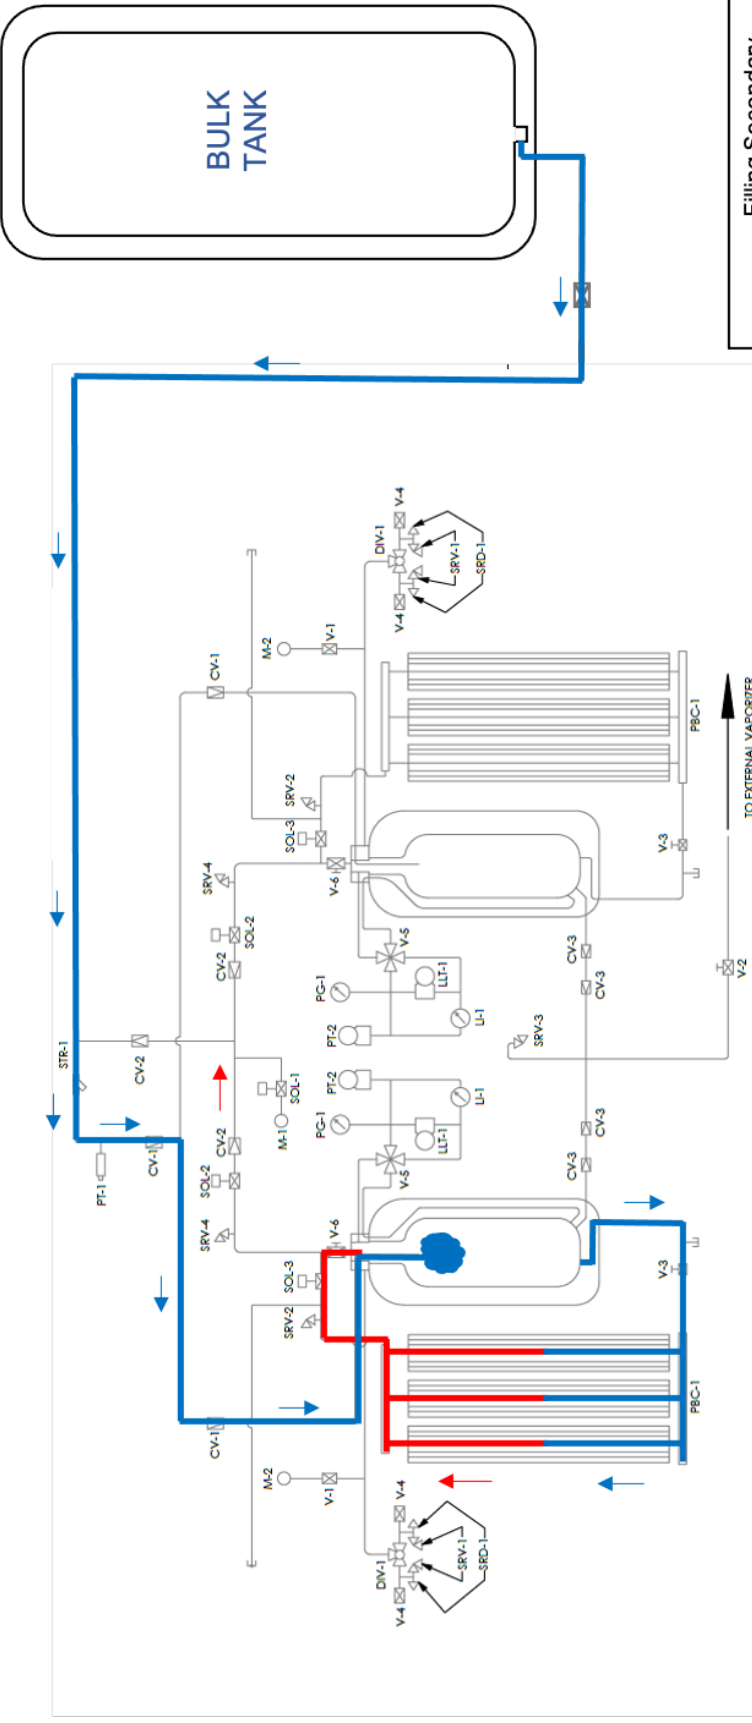 BULK
TANK
Filling Secondary
V-4
DIV-1
SRV-1
SRD-1
V-4
M-2
V-1
CV-1
PBC-1
TO EXTERNAL VAPORIZER
SRV-2
SOL-3
V-3
SRV-4
V-6
SOL-2
CV-2
V-5
CV-3
CV-3
V-2
PG-1
LLT-1
LI-1
PT-2
SRV-3
STR-1
CV-2
SOL-1
M-1
PT-2
LI-1
PG-1
LLT-1
CV-3
CV-3
CV-1
PT-1
CV-2
SOL-2
V-5
SRV-4
V-6
SOL-3
SRV-2
V-3
PBC-1
CV-1
M-2
V-1
V-4
DIV-1
SRV-1
SRD-1
V-4